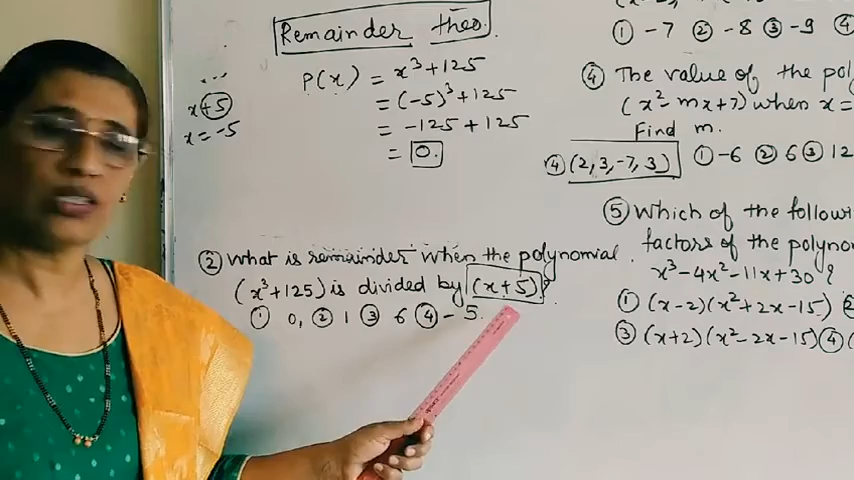 Remainder theo.
P(x) = x³+125
= (-5)³+125
= -125+125
= 0.
x+5
x=-5
② What is remainder when the polynomial
(x³+125) is divided by (x+5)?
① 0, ② 1 ③ 6 ④ -5.
① -7 ② -8 ③ -9 ④
④ The value of the
(x²-mx+7) when x=
Find m.
④ (2,3,-7,3) ① -6 ② 6 ③ 12
⑤ Which of the
factors of the
x³-4x²-11x+30?
① (x-2)(x²+2x-15)
③ (x+2)(x²-2x-15) ④